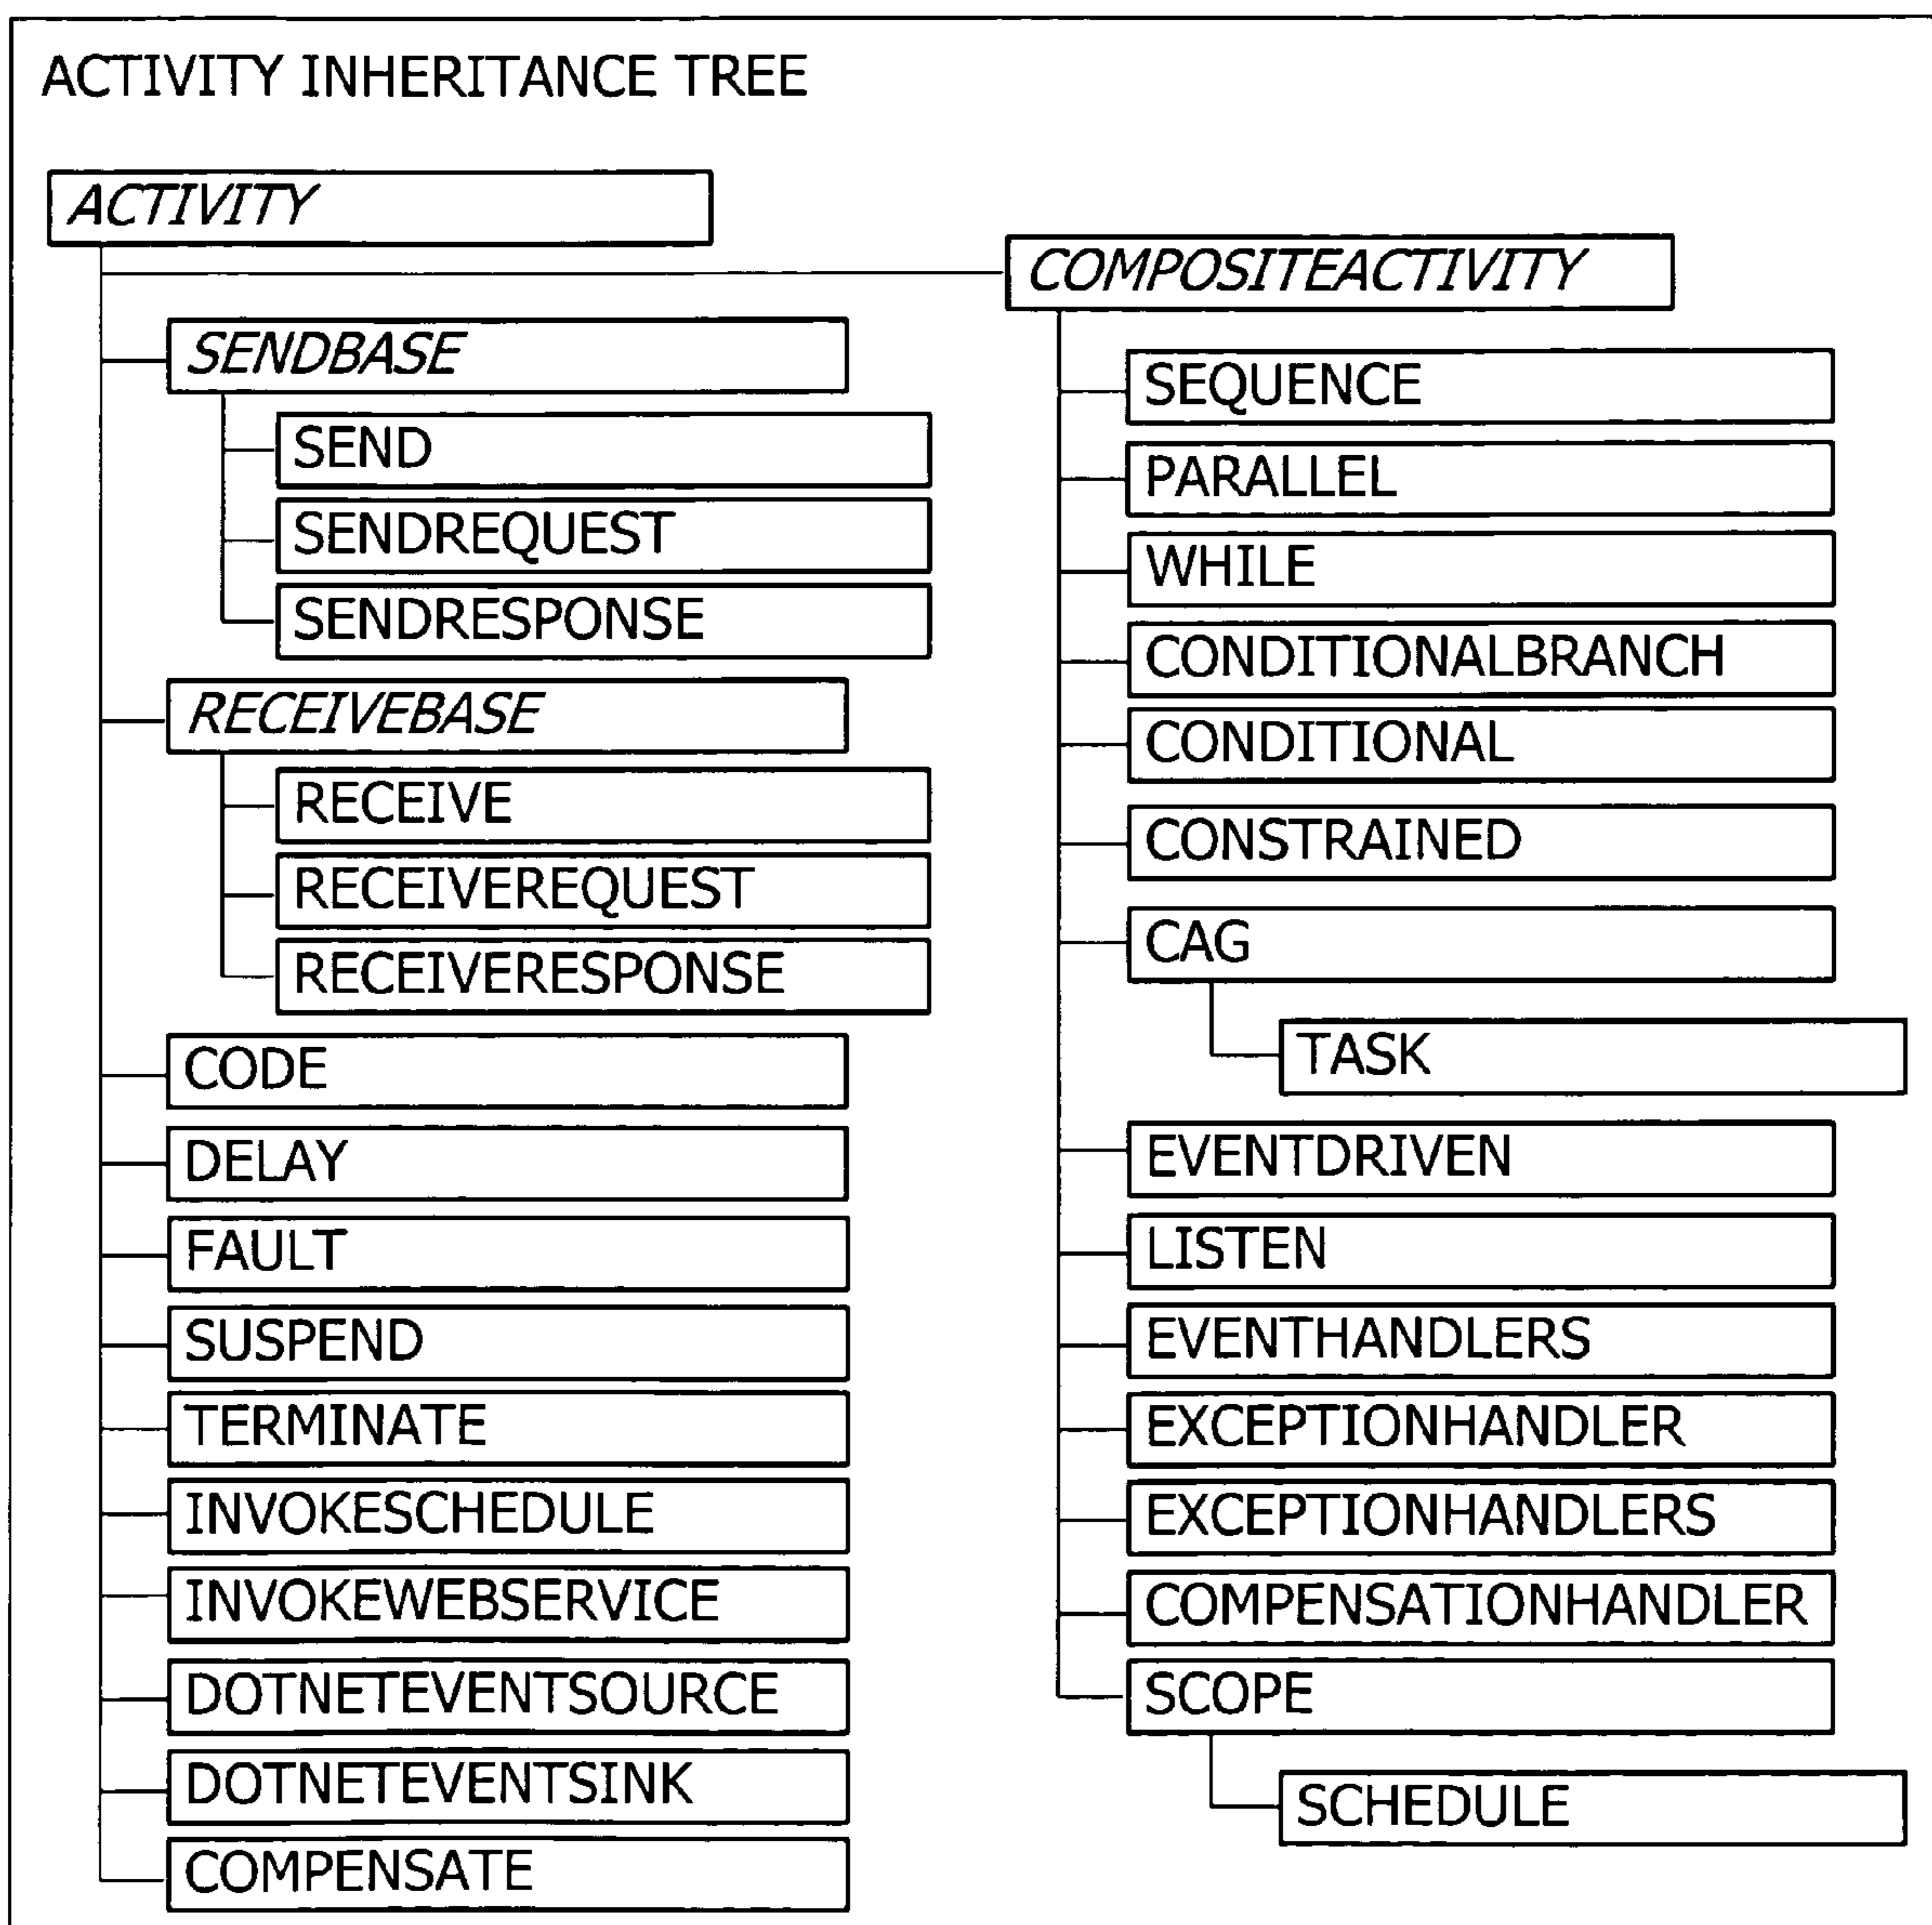 ACTIVITY INHERITANCE TREE
ACTIVITY
SENDBASE
SEND
SENDREQUEST
SENDRESPONSE
RECEIVEBASE
RECEIVE
RECEIVEREQUEST
RECEIVERESPONSE
CODE
DELAY
FAULT
SUSPEND
TERMINATE
INVOKESCHEDULE
INVOKEWEBSERVICE
DOTNETEVENTSOURCE
DOTNETEVENTSINK
COMPENSATE
COMPOSITEACTIVITY
SEQUENCE
PARALLEL
WHILE
CONDITIONALBRANCH
CONDITIONAL
CONSTRAINED
CAG
TASK
EVENTDRIVEN
LISTEN
EVENTHANDLERS
EXCEPTIONHANDLER
EXCEPTIONHANDLERS
COMPENSATIONHANDLER
SCOPE
SCHEDULE